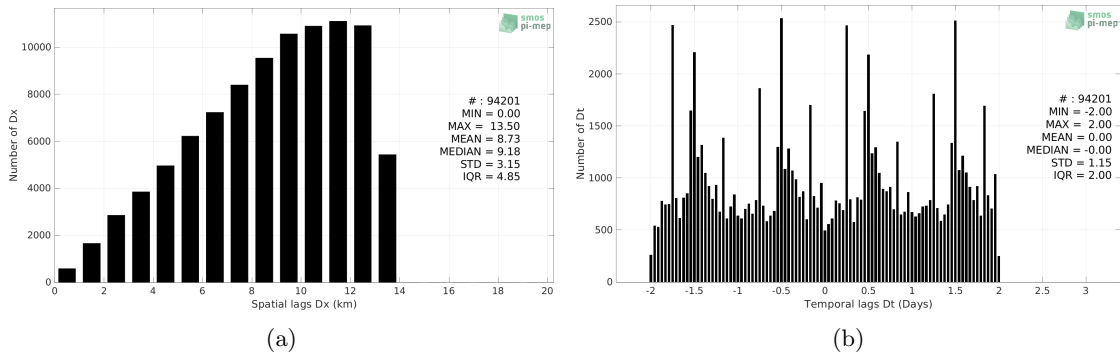 smos
pi-mep
10000
8000
6000
4000
2000
0
Number of Dx
# : 94201
MIN = 0.00
MAX = 13.50
MEAN = 8.73
MEDIAN = 9.18
STD = 3.15
IQR = 4.85
0 2 4 6 8 10 12 14 16 18 20
Spatial lags Dx (km)
(a)
smos
pi-mep
2500
2000
1500
1000
500
0
Number of Dt
# : 94201
MIN = -2.00
MAX = 2.00
MEAN = 0.00
MEDIAN = -0.00
STD = 1.15
IQR = 2.00
-2 -1.5 -1 -0.5 0 0.5 1 1.5 2 2.5 3
Temporal lags Dt (Days)
(b)